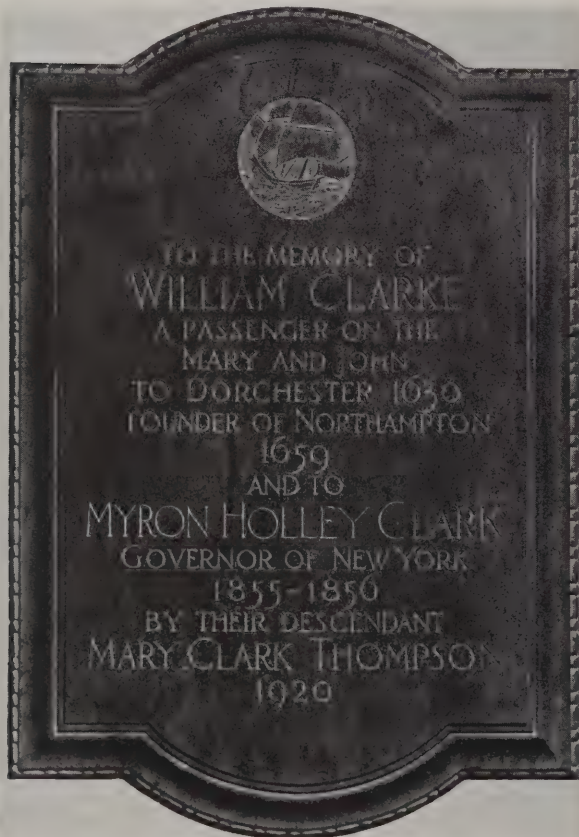 TO THE MEMORY OF
WILLIAM CLARKE
A PASSENGER ON THE
MARY AND JOHN
TO DORCHESTER 1630
FOUNDER OF NORTHAMPTON
1659
AND TO
MYRON HOLLEY CLARK
GOVERNOR OF NEW YORK
1855-1856
BY THEIR DESCENDANT
MARY CLARK THOMPSON
1920